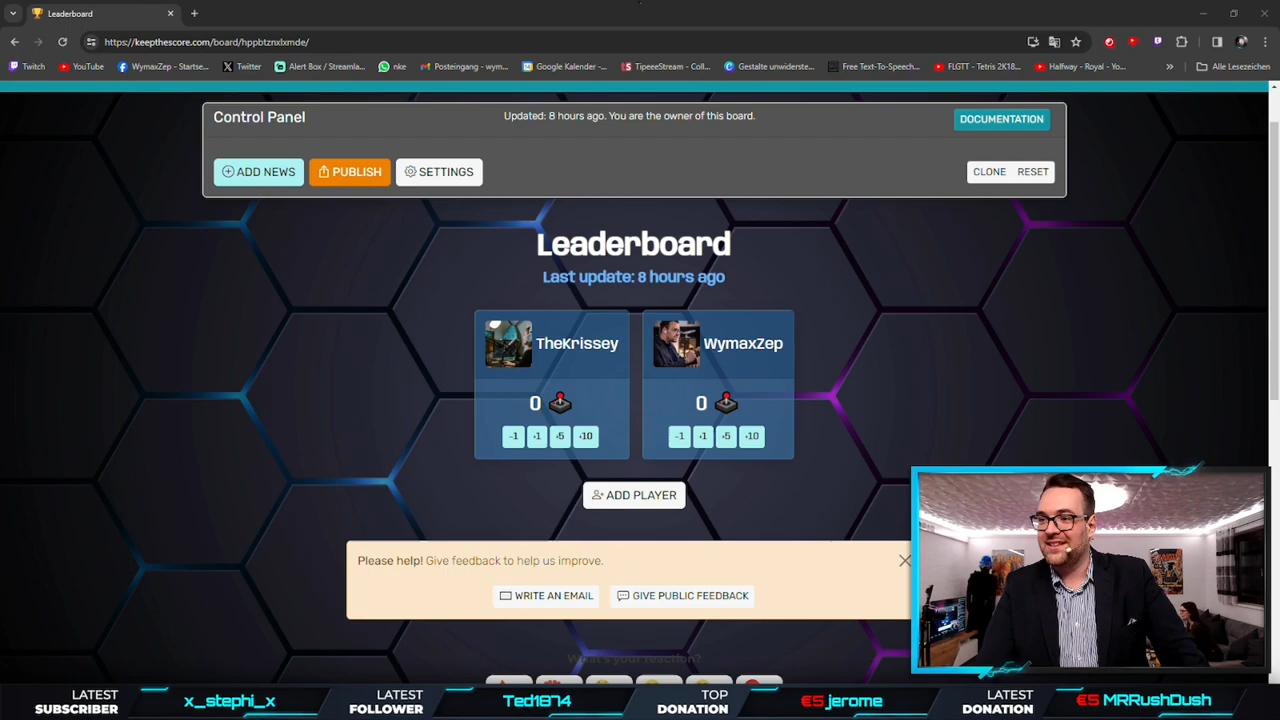 Leaderboard
https://keepthescore.com/board/hppbtznxlxmde/
Twitch
YouTube
WymaxZep - Startse...
Twitter
Alert Box / Streamla...
nke
Posteingang - wym...
Google Kalender -...
TipeeeStream - Coll...
Gestalte unwiderste...
Free Text-To-Speech...
FLGTT - Tetris 2K18...
Halfway - Royal - Yo...
»
Alle Lesezeichen
Control Panel
Updated: 8 hours ago. You are the owner of this board.
DOCUMENTATION
ADD NEWS
PUBLISH
SETTINGS
CLONE
RESET
Leaderboard
Last update: 8 hours ago
TheKrissey
WymaxZep
0
0
-1 +1 +5 +10
-1 +1 +5 +10
ADD PLAYER
Please help! Give feedback to help us improve.
WRITE AN EMAIL
GIVE PUBLIC FEEDBACK
What's your reaction?
LATEST
SUBSCRIBER
x_stephi_x
LATEST
FOLLOWER
Ted1874
TOP
DONATION
€5 jerome
LATEST
DONATION
€5 MRRushDush